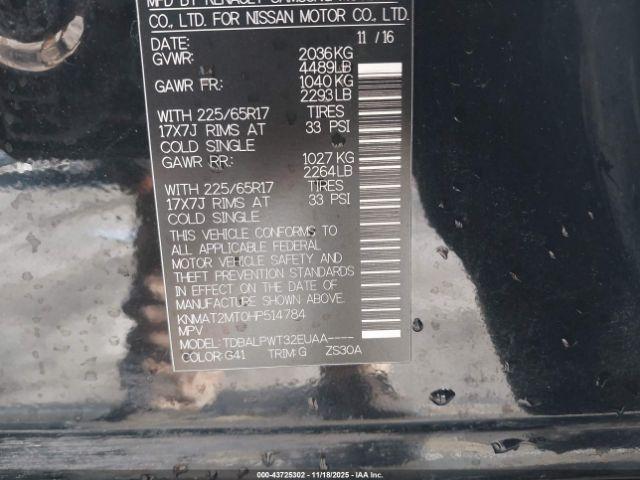 MFD BY RENAULT SAMSUNG MOTORS
CO., LTD. FOR NISSAN MOTOR CO., LTD.
DATE: 11 / 16
GVWR: 2036KG
4489LB
GAWR FR: 1040KG
2293LB
WITH 225/65R17 TIRES
17X7J RIMS AT 33 PSI
COLD SINGLE
GAWR RR: 1027 KG
2264LB
WITH 225/65R17 TIRES
17X7J RIMS AT 33 PSI
COLD SINGLE
THIS VEHICLE CONFORMS TO
ALL APPLICABLE FEDERAL
MOTOR VEHICLE SAFETY AND
THEFT PREVENTION STANDARDS
IN EFFECT ON THE DATE OF
MANUFACTURE SHOWN ABOVE.
KNMAT2MT0HP514784
MPV
MODEL: TDBALPWT32EUAA----
COLOR: G41 TRIM: G ZS30A
000-43725302 - 11/18/2025 - IAAI.com